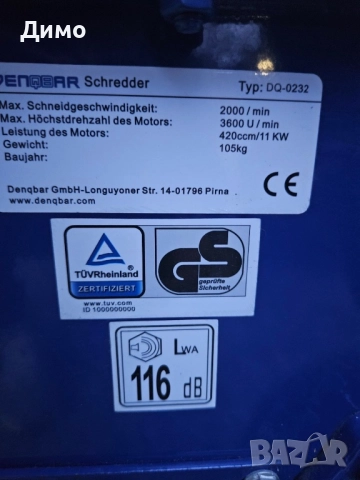 Димо
DENQBAR Schredder Typ: DQ-0232
Max. Schneidgeschwindigkeit: 2000 / min
Max. Höchstdrehzahl des Motors: 3600 U / min
Leistung des Motors: 420ccm/11 KW
Gewicht: 105kg
Baujahr:
Denqbar GmbH-Longuyoner Str. 14-01796 Pirna
www.denqbar.com
CE
TÜVRheinland
ZERTIFIZIERT
www.tuv.com
ID 1000000000
GS
geprüfte
Sicherheit
LWA
116 dB
BAZAR